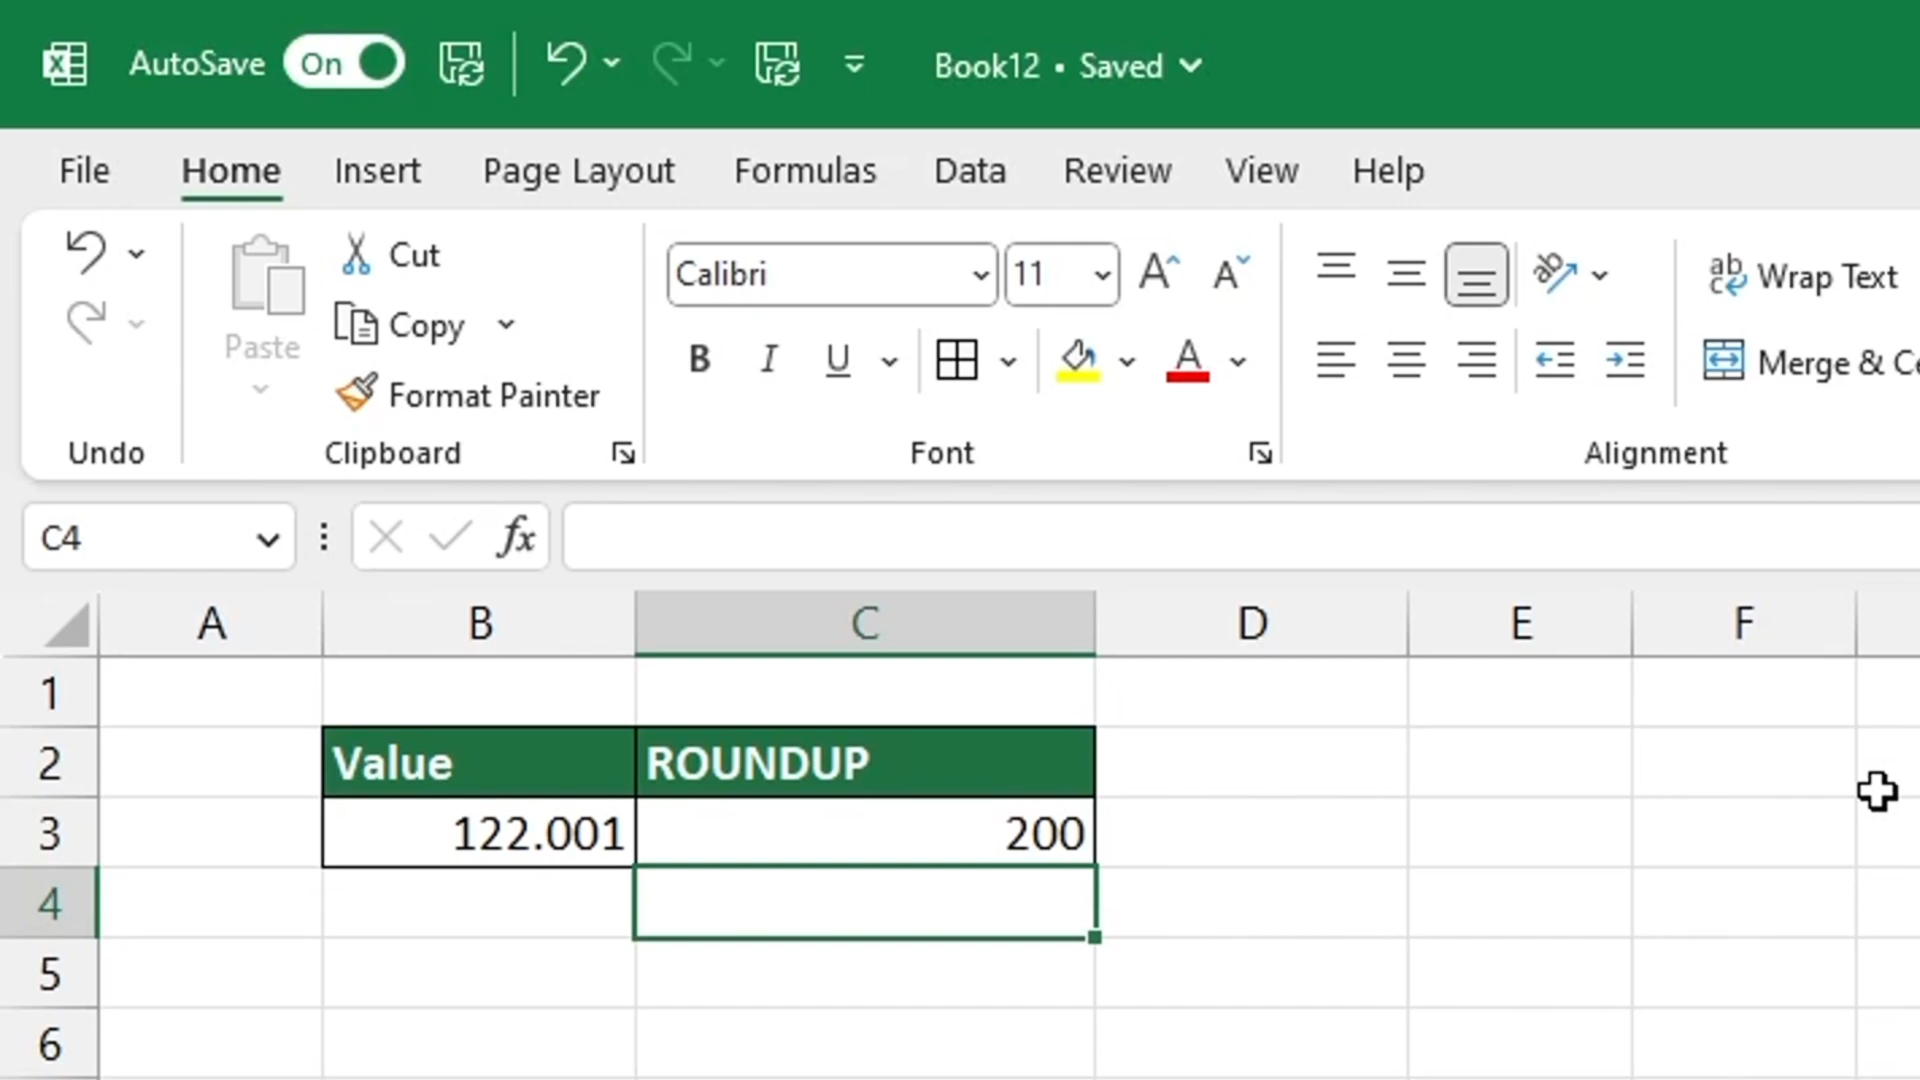 AutoSave On Book12 • Saved
File Home Insert Page Layout Formulas Data Review View Help
Cut
Calibri 11 Wrap Text
Paste Copy
B I U A Merge & Ce
Format Painter
Undo Clipboard Font Alignment
C4 fx
A B C D E F
1
2 Value ROUNDUP
3 122.001 200
4
5
6